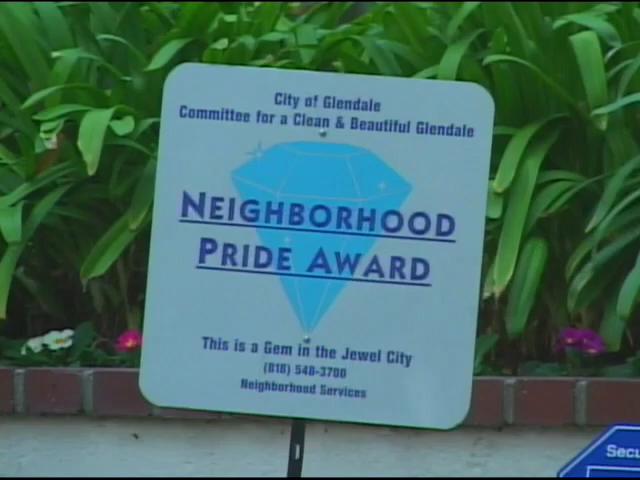 City of Glendale
Committee for a Clean & Beautiful Glendale
NEIGHBORHOOD
PRIDE AWARD
This is a Gem in the Jewel City
(818) 548-3700
Neighborhood Services
Secu